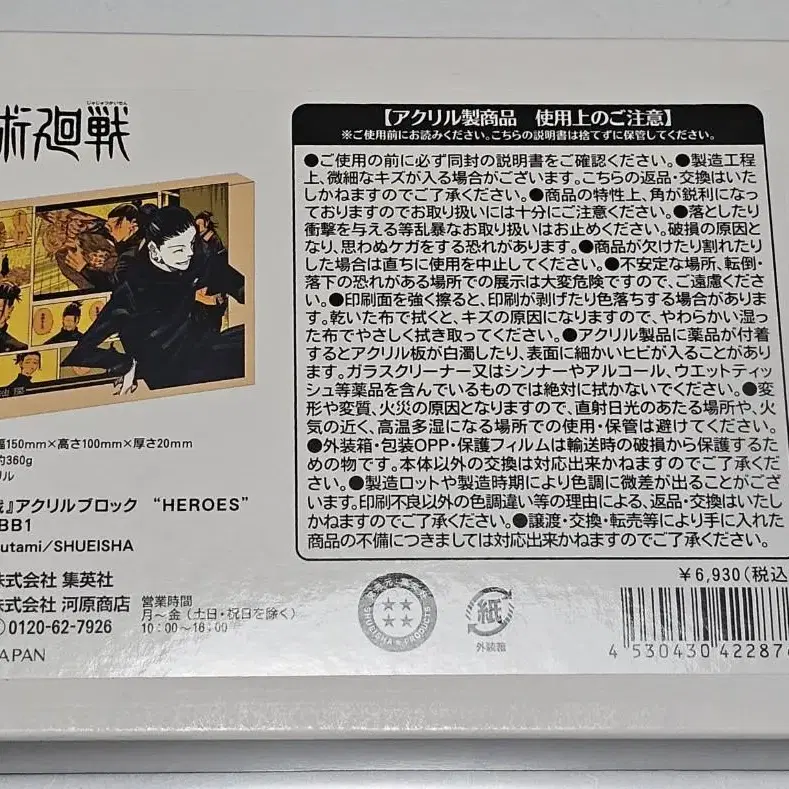 じゅじゅつかいせん
術廻戦
【アクリル製商品 使用上のご注意】
※ご使用前にお読みください。こちらの説明書は捨てずに保管してください。
●ご使用の前に必ず同封の説明書をご確認ください。●製造工程
上、微細なキズが入る場合がございます。こちらの返品・交換はいた
しかねますのでご了承ください。●商品の特性上、角が鋭利になっ
ておりますのでお取り扱いには十分にご注意ください。●落としたり
衝撃を与える等乱暴なお取り扱いはお止めください。破損の原因と
なり、思わぬケガをする恐れがあります。●商品が欠けたり割れたり
した場合は直ちに使用を中止してください。●不安定な場所、転倒・
落下の恐れがある場所での展示は大変危険ですので、ご遠慮くださ
い。●印刷面を強く擦ると、印刷が剥げたり色落ちする場合がありま
す。乾いた布で拭くと、キズの原因になりますので、やわらかい湿っ
た布でやさしく拭き取ってください。●アクリル製品に薬品が付着
するとアクリル板が白濁したり、表面に細かいヒビが入ることがあり
ます。ガラスクリーナー又はシンナーやアルコール、ウエットティッ
シュ等薬品を含んでいるものでは絶対に拭かないでください。●変
形や変質、火災の原因となりますので、直射日光のあたる場所や、火
気の近く、高温多湿になる場所での使用・保管は避けてください。
●外装箱・包装OPP・保護フィルムは輸送時の破損から保護するた
めの物です。本体以外の交換は対応出来かねますのでご了承くださ
い。●製造ロットや製造時期により色調に微差が出ることがござ
います。印刷不良以外の色調違い等の理由による、返品・交換はいたし
かねますのでご了承ください。●譲渡・交換・転売等により手に入れた
商品の不備につきましては対応出来かねますのでご了承ください。
幅150mm×高さ100mm×厚さ20mm
約360g
リル
戦』アクリルブロック “HEROES”
BB1
utami/SHUEISHA
株式会社 集英社
株式会社 河原商店
0120-62-7926
営業時間
月〜金(土日・祝日を除く)
10:00〜16:00
JAPAN
SHUEISHA PRODUCTS
紙
外装箱
¥6,930(税込
4 530430 42287